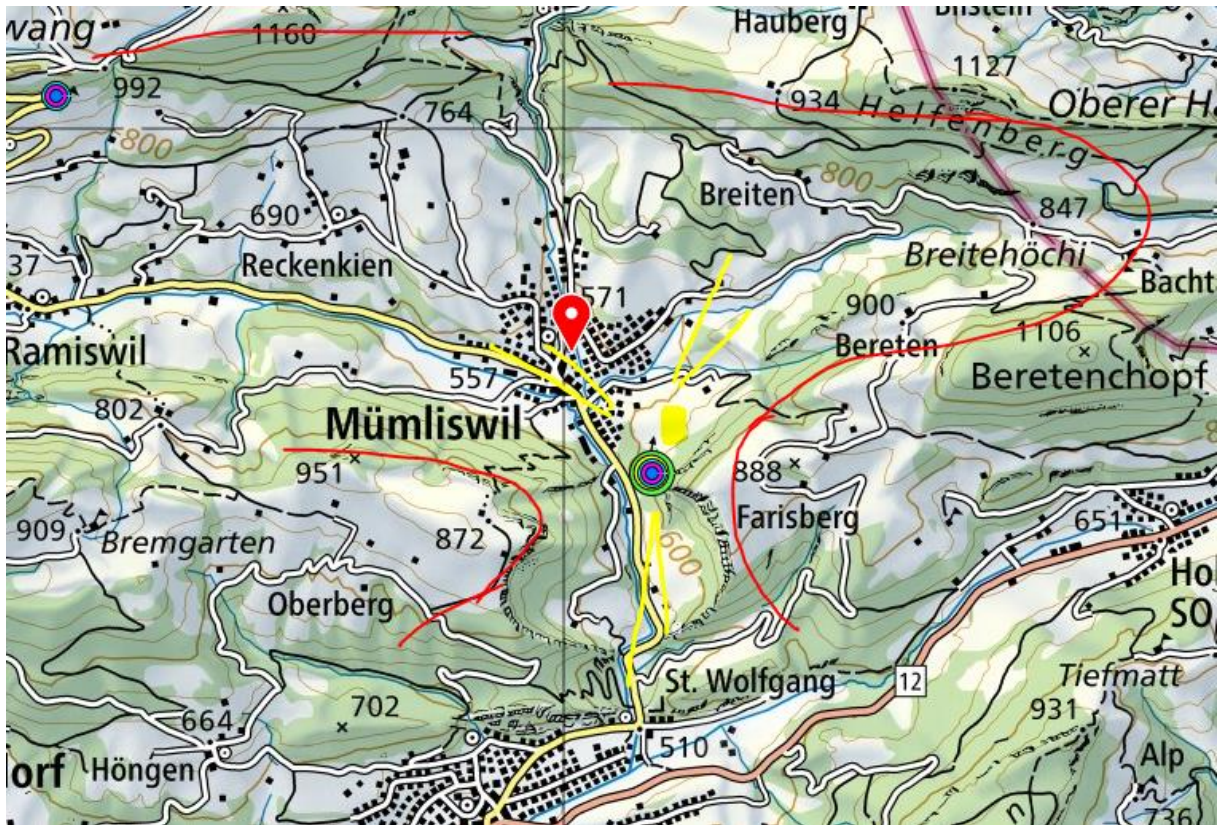 wang
1160
Hauberg
1127
992
764
934
Helfenberg
Oberer Ha
800
Breiten
800
690
847
Reckenkien
Breitehöchi
37
571
900
Bacht
Ramiswil
1106
Bereten
557
Beretenchopf
802
Mümliswil
951
888
909
Bremgarten
872
600
Farisberg
651
Oberberg
Ho
SO
St. Wolfgang
12
Tiefmatt
702
664
510
931
orf
Höngen
Alp
736